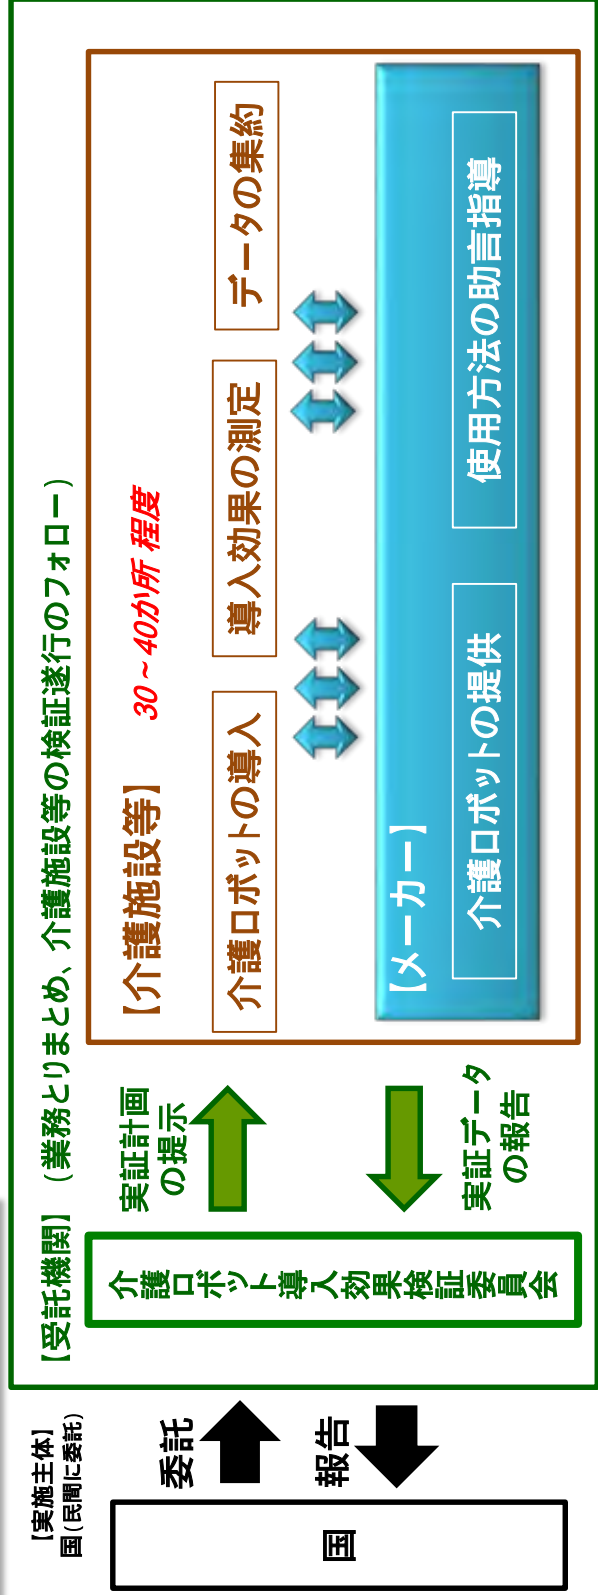 【実施主体】
国(民間に委託)
国
委託
報告
【受託機関】(業務とりまとめ、介護施設等の検証遂行のフォロー)
介護ロボット導入効果検証委員会
実証計画
の提示
実証データ
の報告
【介護施設等】
30~40か所 程度
介護ロボットの導入
導入効果の測定
データの集約
【メーカー】
介護ロボットの提供
使用方法の助言指導